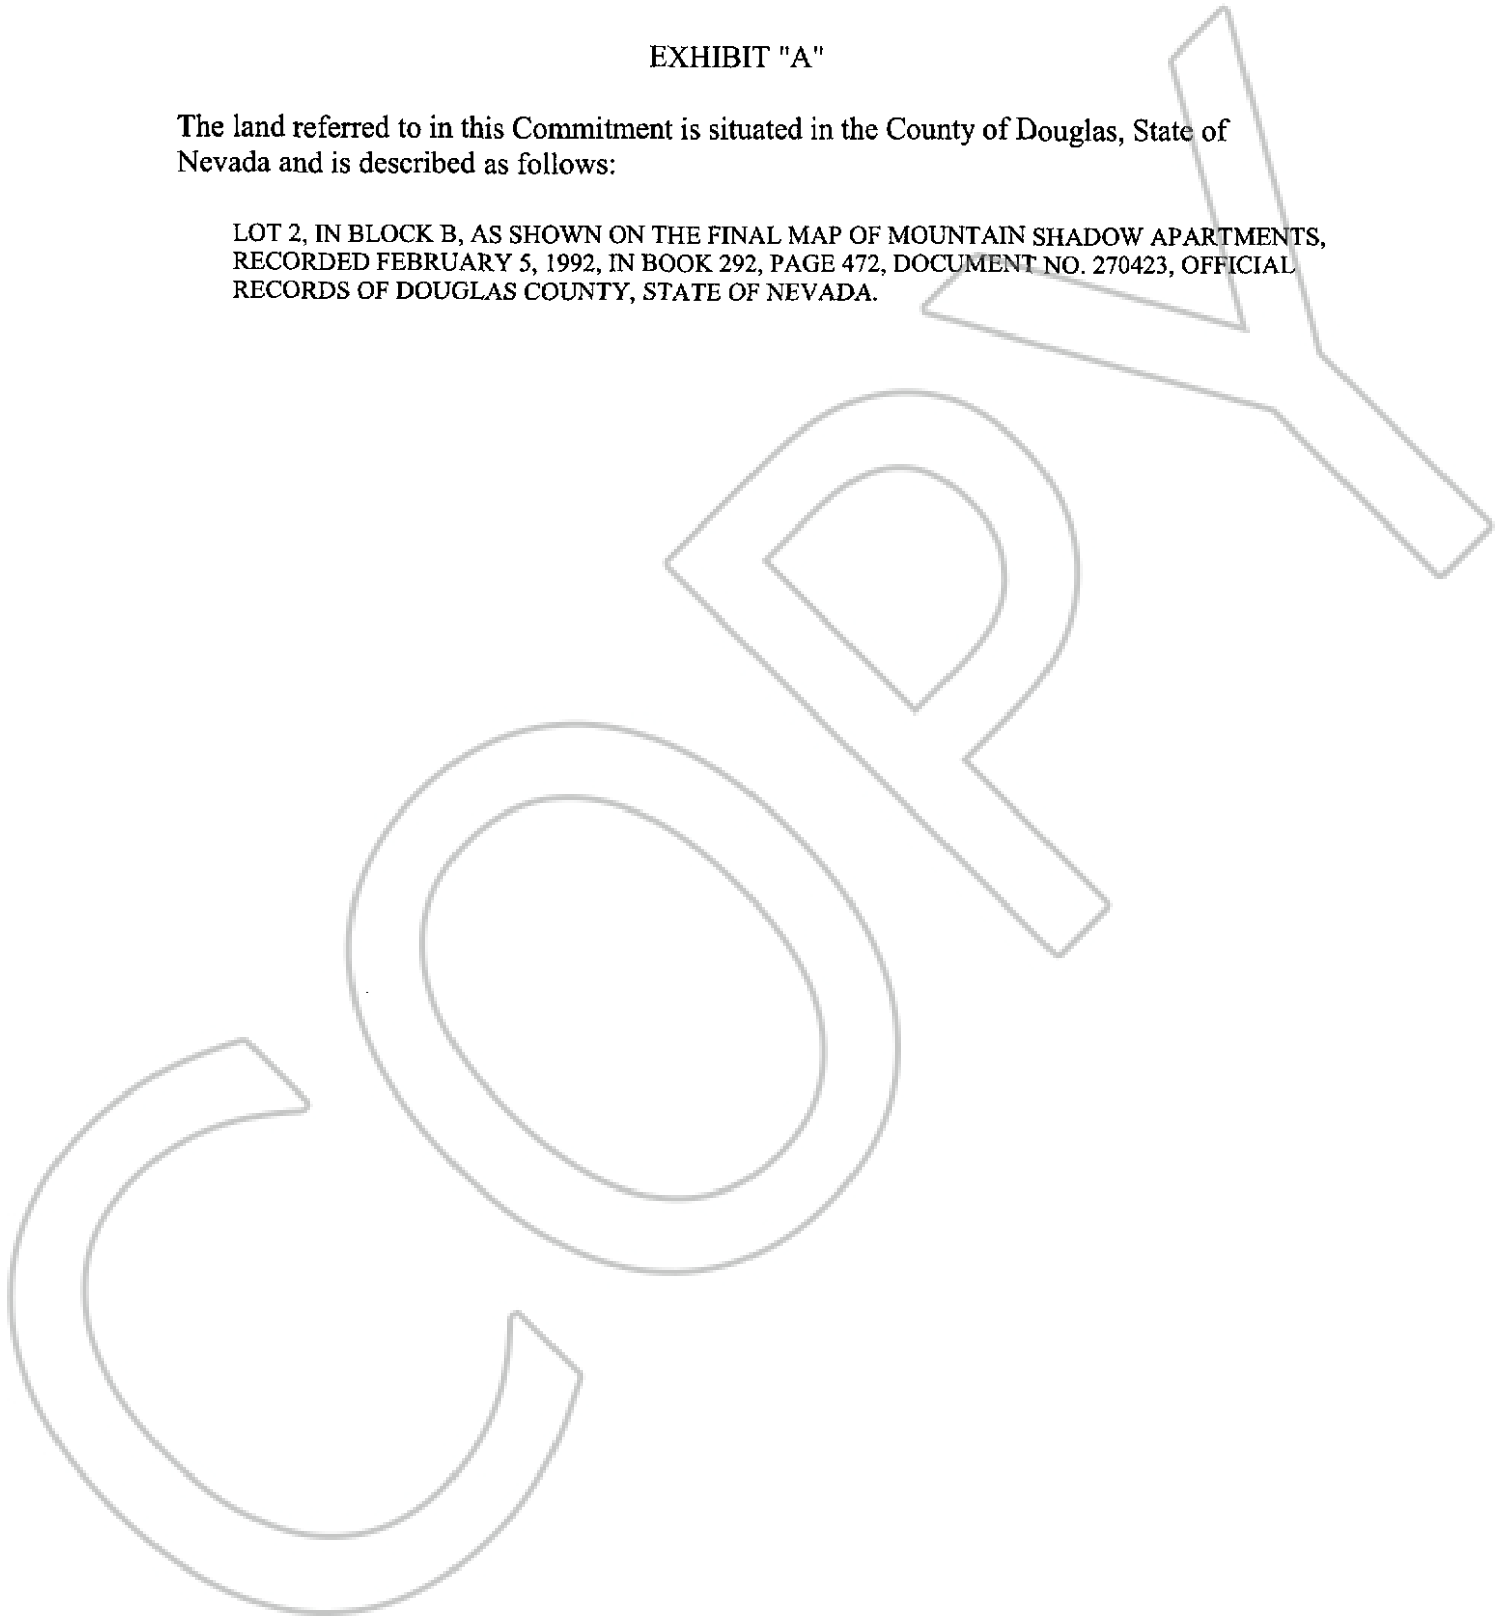 EXHIBIT "A"
The land referred to in this Commitment is situated in the County of Douglas, State of
Nevada and is described as follows:
LOT 2, IN BLOCK B, AS SHOWN ON THE FINAL MAP OF MOUNTAIN SHADOW APARTMENTS,
RECORDED FEBRUARY 5, 1992, IN BOOK 292, PAGE 472, DOCUMENT NO. 270423, OFFICIAL
RECORDS OF DOUGLAS COUNTY, STATE OF NEVADA.
COPY